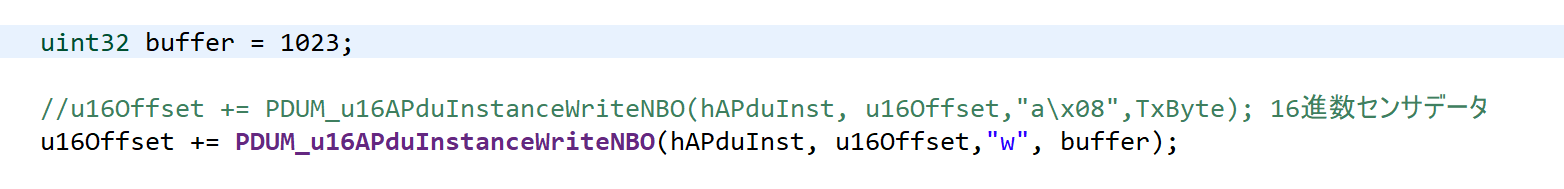 uint32 buffer = 1023;
//u16Offset += PDUM_u16APduInstanceWriteNBO(hAPduInst, u16Offset,"a\x08",TxByte); 16進数センサデータ
u16Offset += PDUM_u16APduInstanceWriteNBO(hAPduInst, u16Offset,"w", buffer);